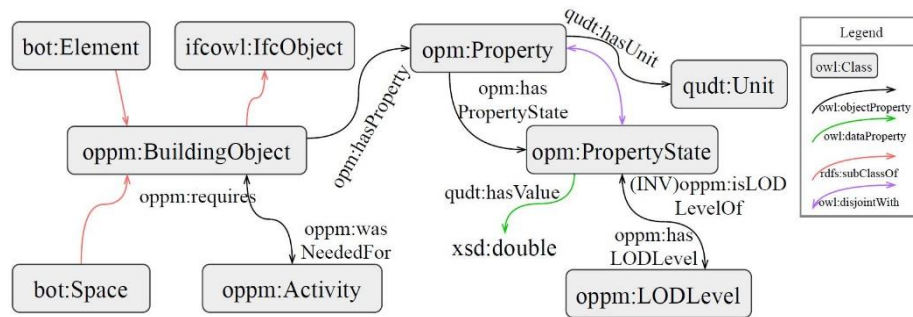 bot:Element
ifcowl:IfcObject
opm:Property
qudt:hasUnit
Legend
owl:Class
qudt:Unit
opm:hasProperty
opm:has
PropertyState
owl:objectProperty
oppm:BuildingObject
opm:PropertyState
owl:dataProperty
oppm:requires
qudt:hasValue
(INV)oppm:isLOD
LevelOf
rdfs:subClassOf
owl:disjointWith
oppm:was
NeededFor
xsd:double
oppm:has
LODLevel
bot:Space
oppm:Activity
oppm:LODLevel